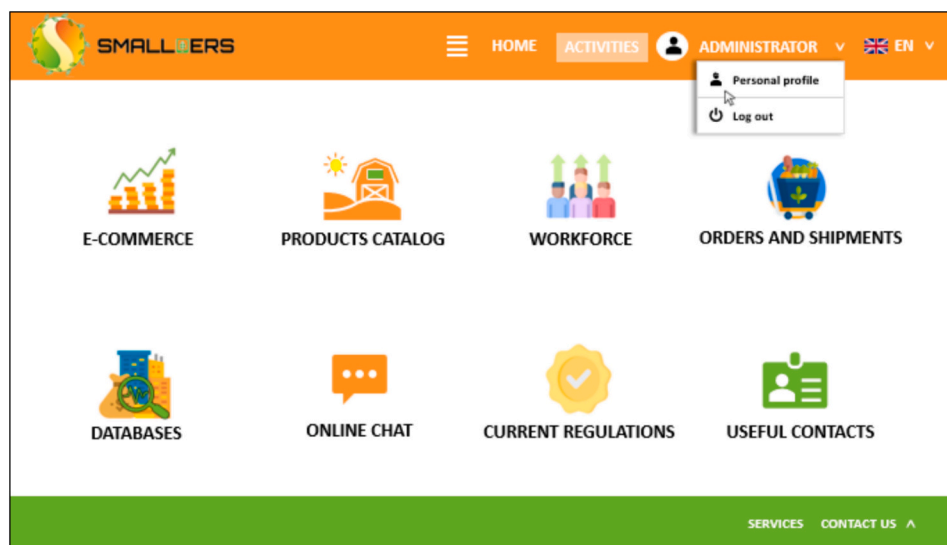 SMALLDERS
HOME ACTIVITIES ADMINISTRATOR EN
Personal profile
Log out
E-COMMERCE PRODUCTS CATALOG WORKFORCE ORDERS AND SHIPMENTS
DATABASES ONLINE CHAT CURRENT REGULATIONS USEFUL CONTACTS
SERVICES CONTACT US